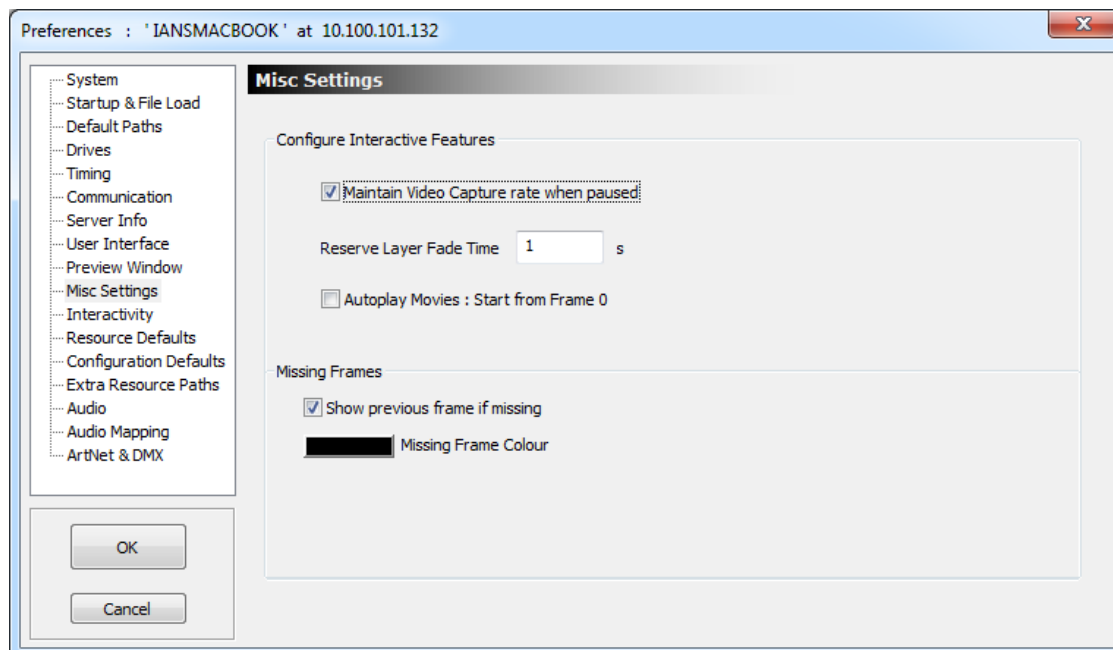 Preferences : ' IANSMACBOOK ' at 10.100.101.132
System
Startup & File Load
Default Paths
Drives
Timing
Communication
Server Info
User Interface
Preview Window
Misc Settings
Interactivity
Resource Defaults
Configuration Defaults
Extra Resource Paths
Audio
Audio Mapping
ArtNet & DMX
OK
Cancel
Misc Settings
Configure Interactive Features
Maintain Video Capture rate when paused
Reserve Layer Fade Time 1 s
Autoplay Movies : Start from Frame 0
Missing Frames
Show previous frame if missing
Missing Frame Colour